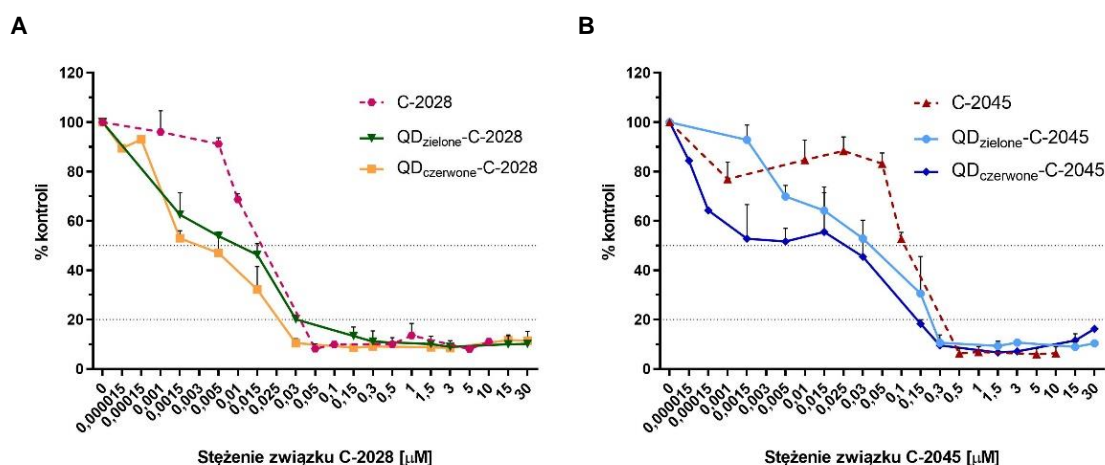 A
120
100
80
60
40
20
0
% kontroli
C-2028
QDzielone-C-2028
QDczerwone-C-2028
0 0,000015 0,00015 0,001 0,0015 0,003 0,005 0,01 0,015 0,025 0,03 0,05 0,1 0,15 0,3 0,5 1 1,5 3 5 10 15 30
Stężenie związku C-2028 [µM]
B
120
100
80
60
40
20
0
% kontroli
C-2045
QDzielone-C-2045
QDczerwone-C-2045
0 0,000015 0,00015 0,001 0,0015 0,003 0,005 0,01 0,015 0,025 0,03 0,05 0,1 0,15 0,3 0,5 1 1,5 3 5 10 15 30
Stężenie związku C-2045 [µM]